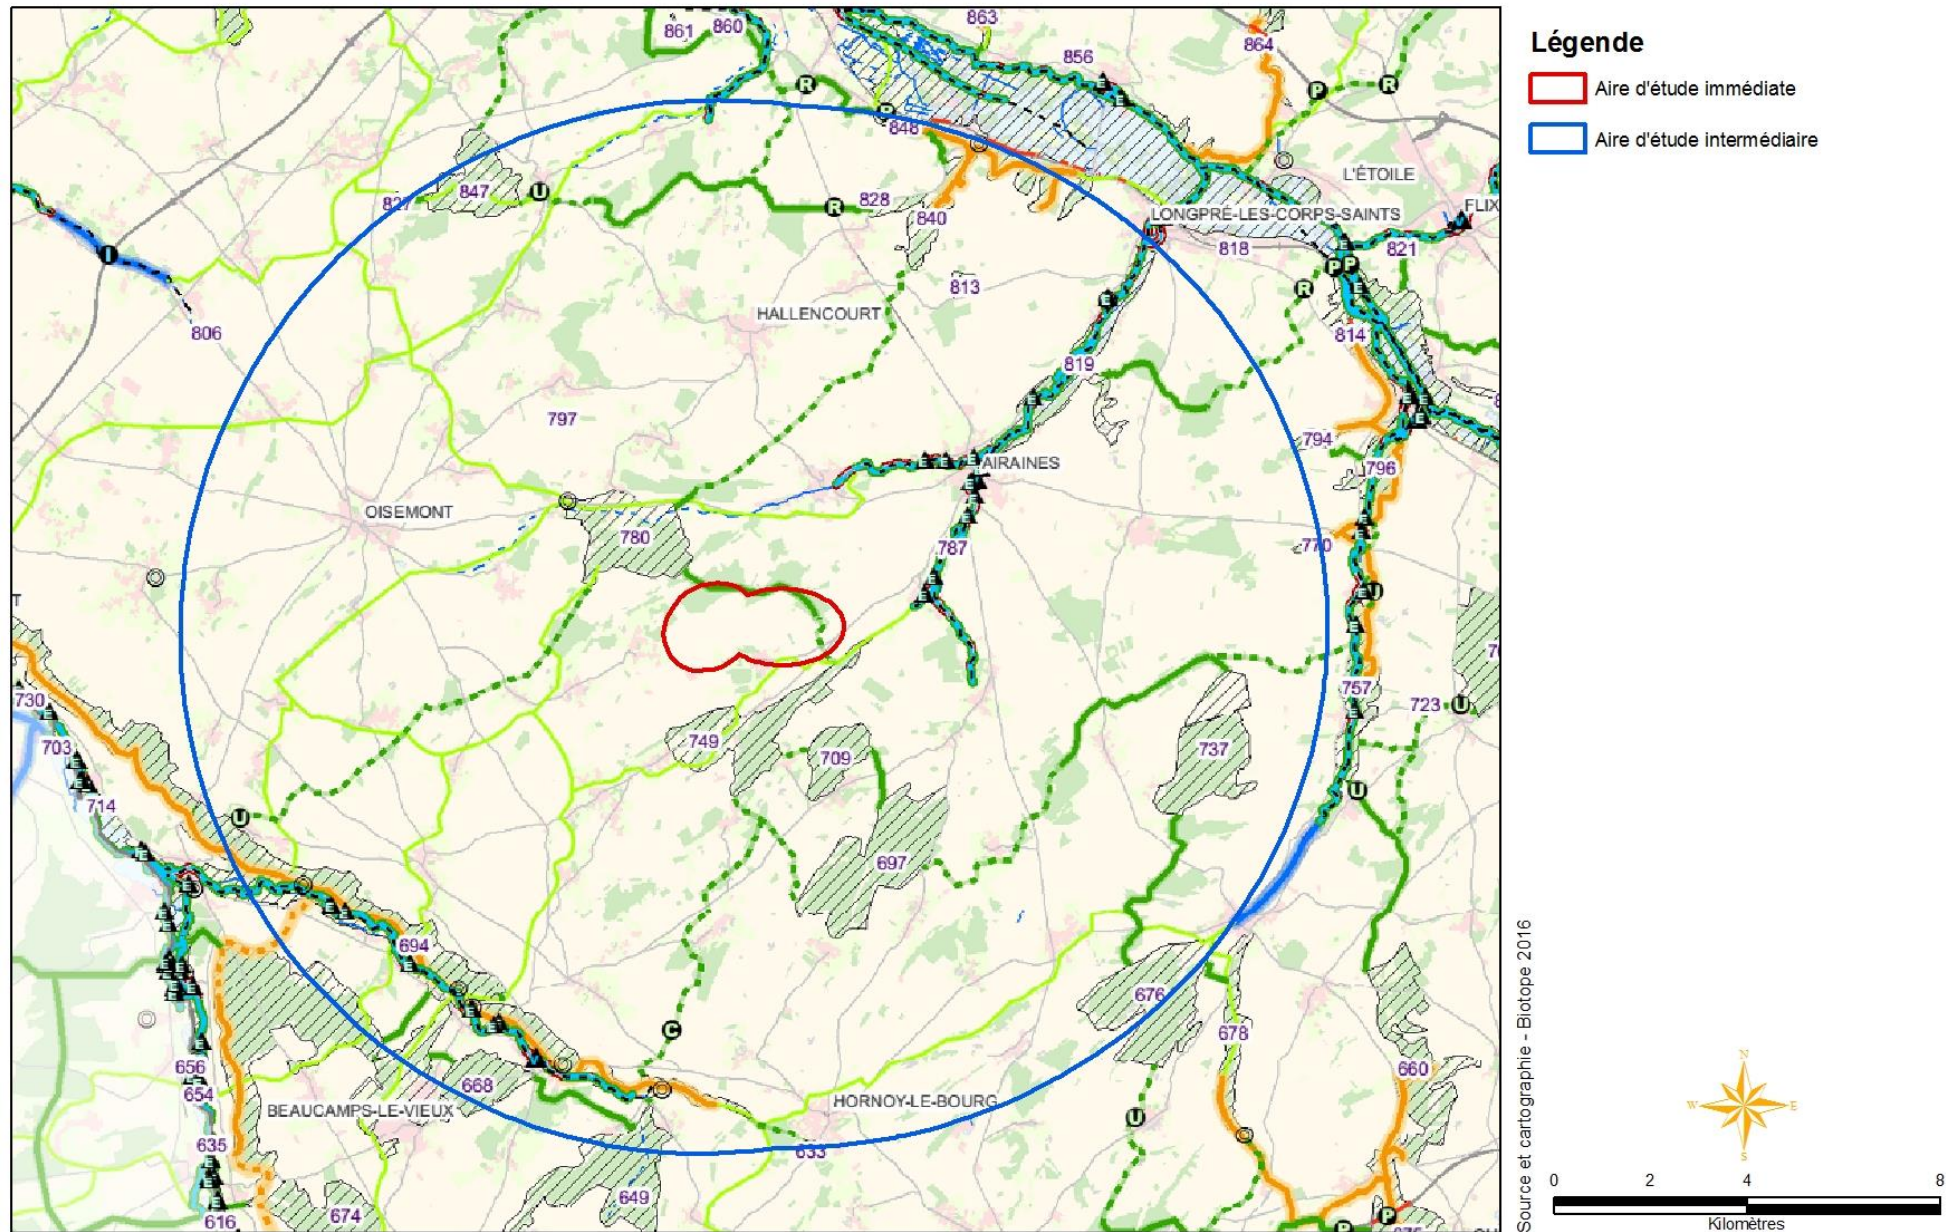 863
861
860
856
864
R
P
R
P
848
L'ÉTOILE
847
U
827
R
828
840
LONGPRÉ-LES-CORPS-SAINTS
FLIX
818
821
I
P
P
813
R
E
HALLENCOURT
806
814
819
797
794
796
AIRAINES
OISEMONT
780
787
770
U
T
730
757
723
U
703
749
709
737
714
U
U
697
694
676
C
678
656
668
660
654
BEAUCAMPS-LE-VIEUX
HORNOY-LE-BOURG
U
635
633
649
674
616
Légende
Aire d'étude immédiate
Aire d'étude intermédiaire
Source et cartographie - Biotope 2016
N
W
E
S
0 2 4 8
Kilomètres